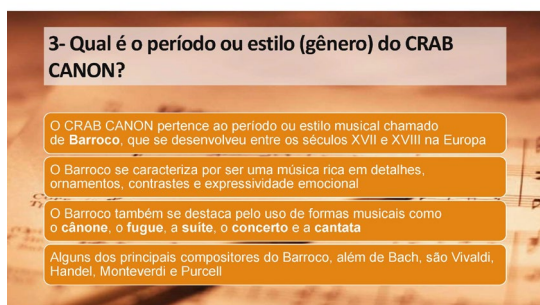 3- Qual é o período ou estilo (gênero) do CRAB
CANON?
O CRAB CANON pertence ao período ou estilo musical chamado
de Barroco, que se desenvolveu entre os séculos XVII e XVIII na Europa
O Barroco se caracteriza por ser uma música rica em detalhes,
ornamentos, contrastes e expressividade emocional
O Barroco também se destaca pelo uso de formas musicais como
o cânone, o fugue, a suíte, o concerto e a cantata
Alguns dos principais compositores do Barroco, além de Bach, são Vivaldi,
Handel, Monteverdi e Purcell